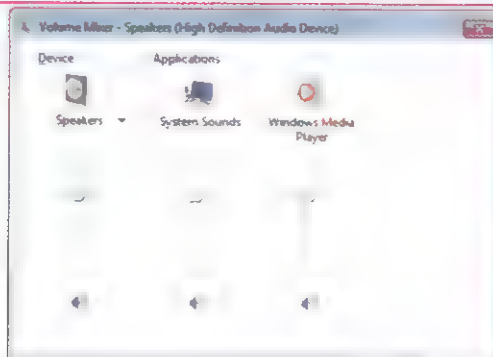 Volume Mixer - Speakers (High Definition Audio Device)
Device Applications
Speakers System Sounds Windows Media
Player